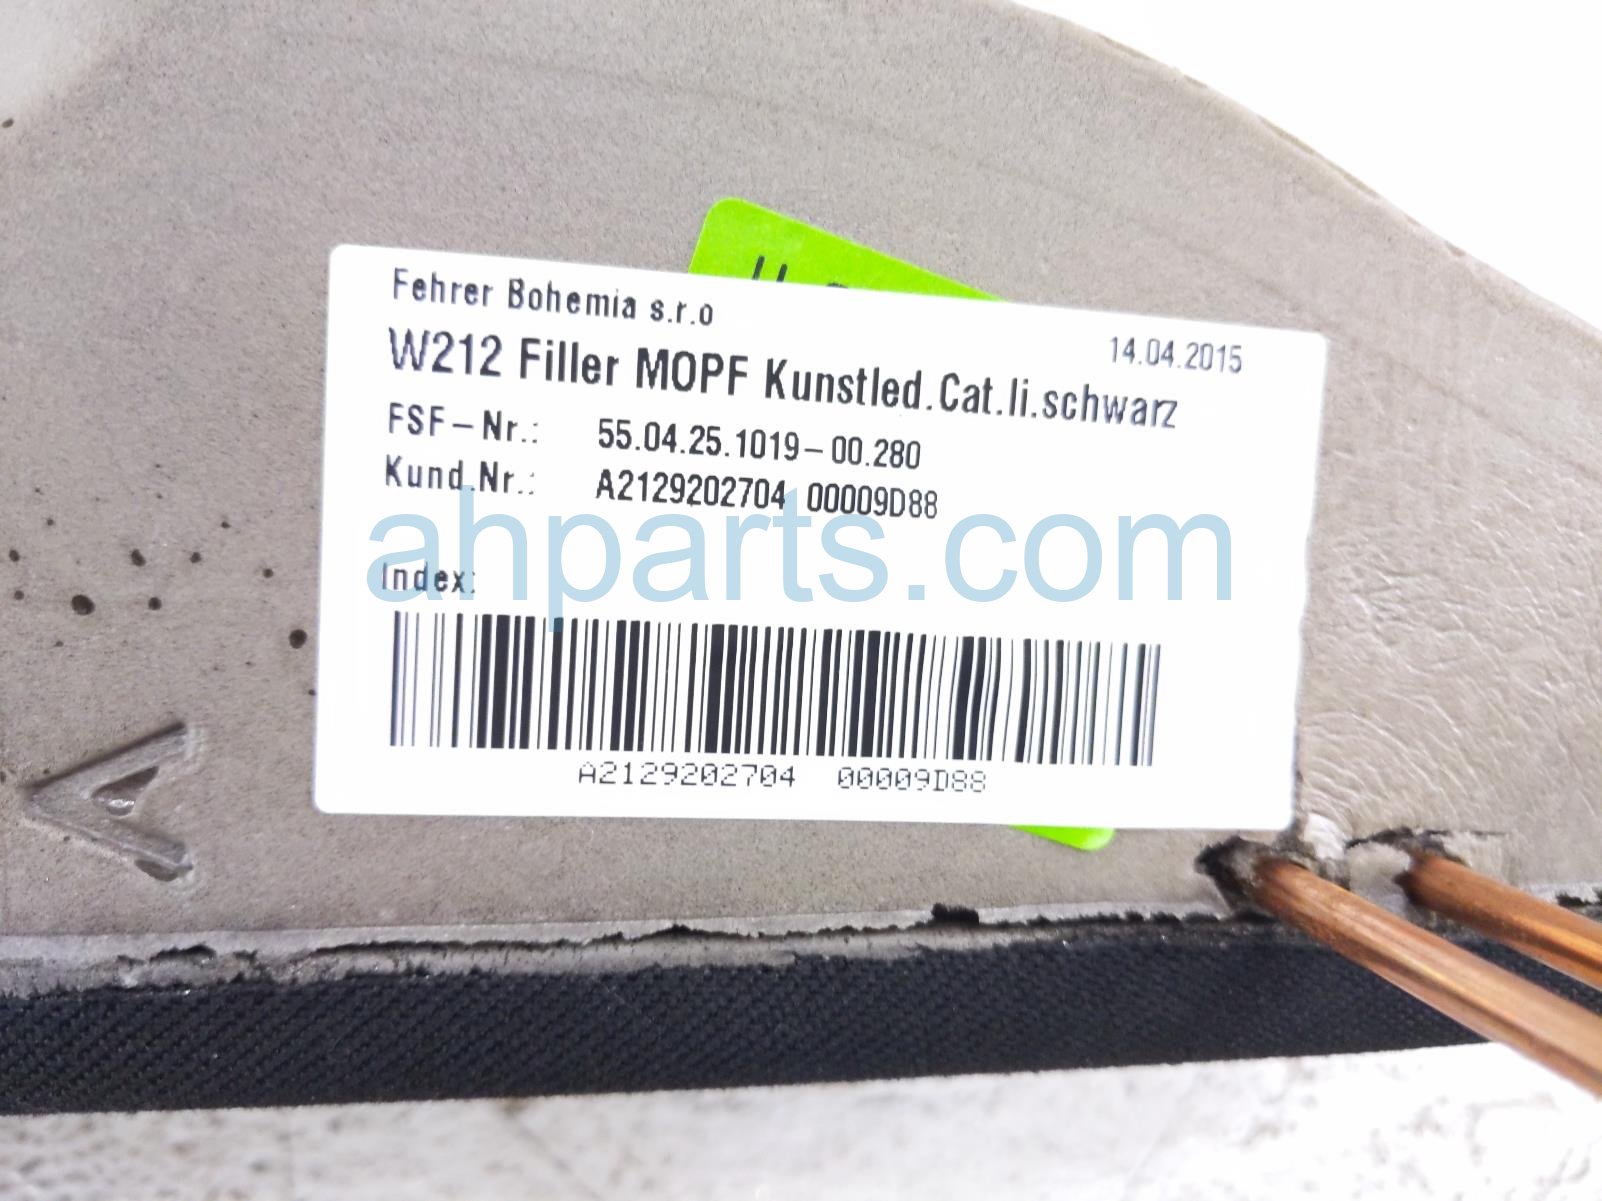 Fehrer Bohemia s.r.o
14.04.2015
W212 Filler MOPF Kunstled.Cat.li.schwarz
FSF-Nr.: 55.04.25.1019-00.280
Kund.Nr.: A2129202704 00009D88
ahparts.com
Index:
A2129202704 00009D88